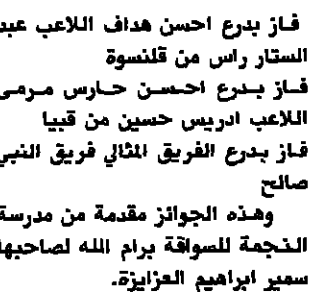 فاز بدرع احسن هداف اللاعب عبد
الستار راس من قلنسوة
فاز بدرع احسن حارس مرمى
اللاعب ادريس حسين من قبيا
فاز بدرع الفريق المثالي فريق النبي
صالح
وهذه الجوائز مقدمة من مدرسة
النجمة للسواقة برام الله لصاحبها
سمير ابراهيم العزايزة.